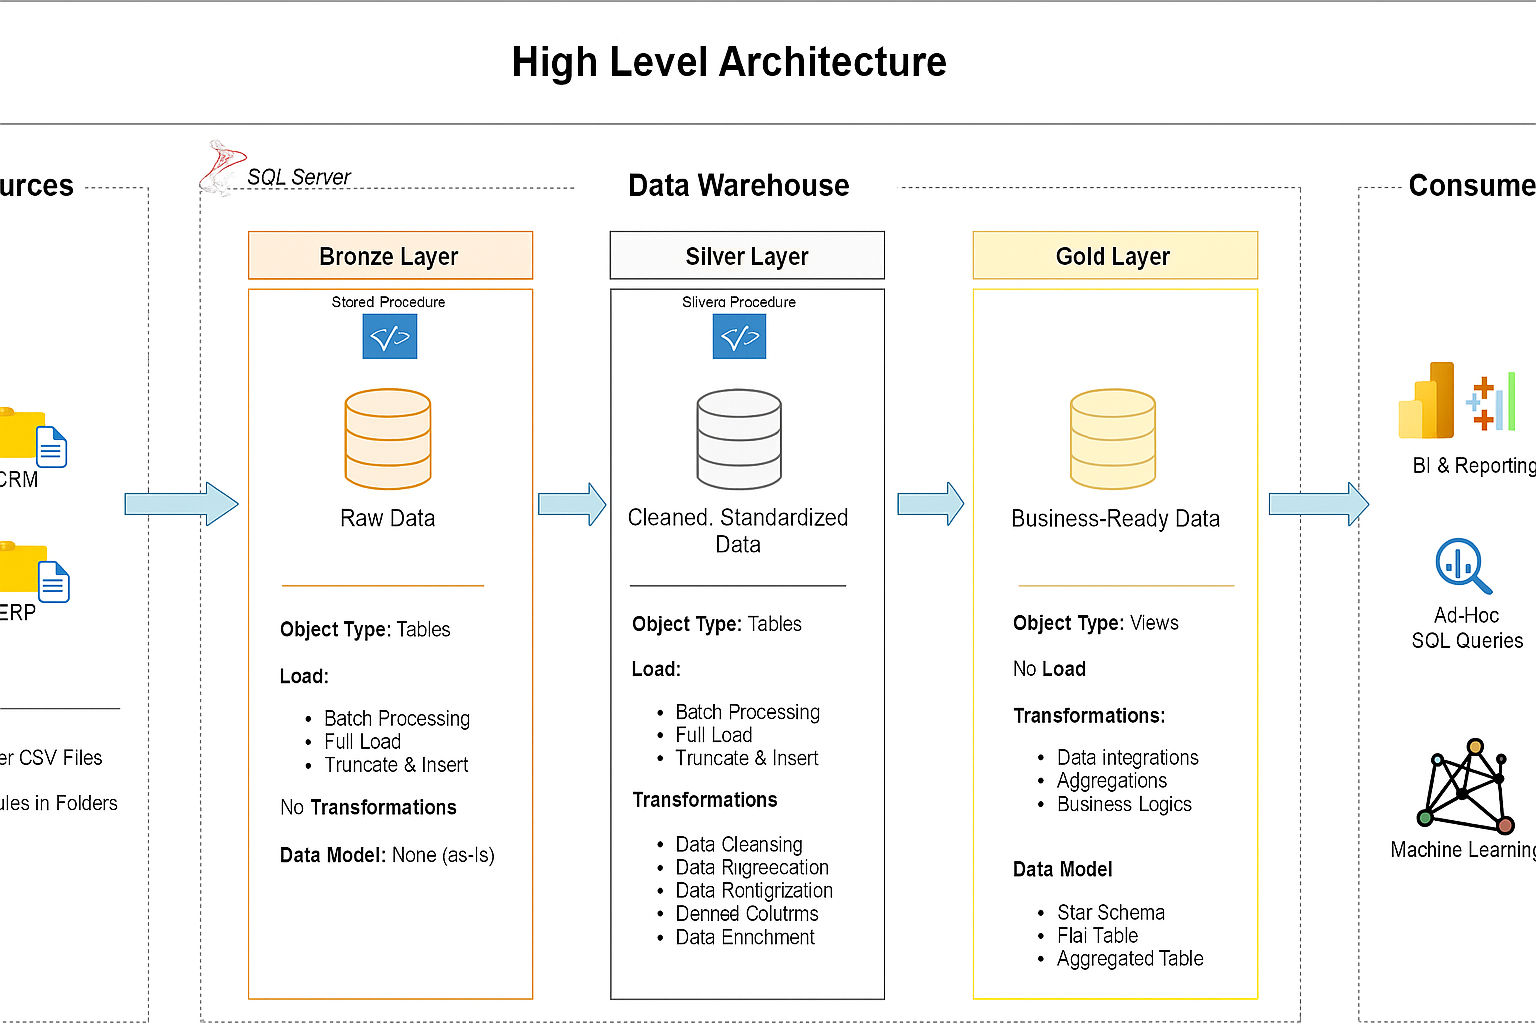 High Level Architecture
urces
SQL Server
Data Warehouse
Consume
CRM
ERP
er CSV Files
ules in Folders
Bronze Layer
Stored Procedure
Raw Data
Object Type: Tables
Load:
• Batch Processing
• Full Load
• Truncate & Insert
No Transformations
Data Model: None (as-Is)
Silver Layer
Slivera Procedure
Cleaned. Standardized
Data
Object Type: Tables
Load:
• Batch Processing
• Full Load
• Truncate & Insert
Transformations
• Data Cleansing
• Data Rıgreecation
• Data Rontigrization
• Denned Colutrms
• Data Ennchment
Gold Layer
Business-Ready Data
Object Type: Views
No Load
Transformations:
• Data integrations
• Aggregations
• Business Logics
Data Model
• Star Schema
• Flai Table
• Aggregated Table
BI & Reporting
Ad-Hoc
SQL Queries
Machine Learning